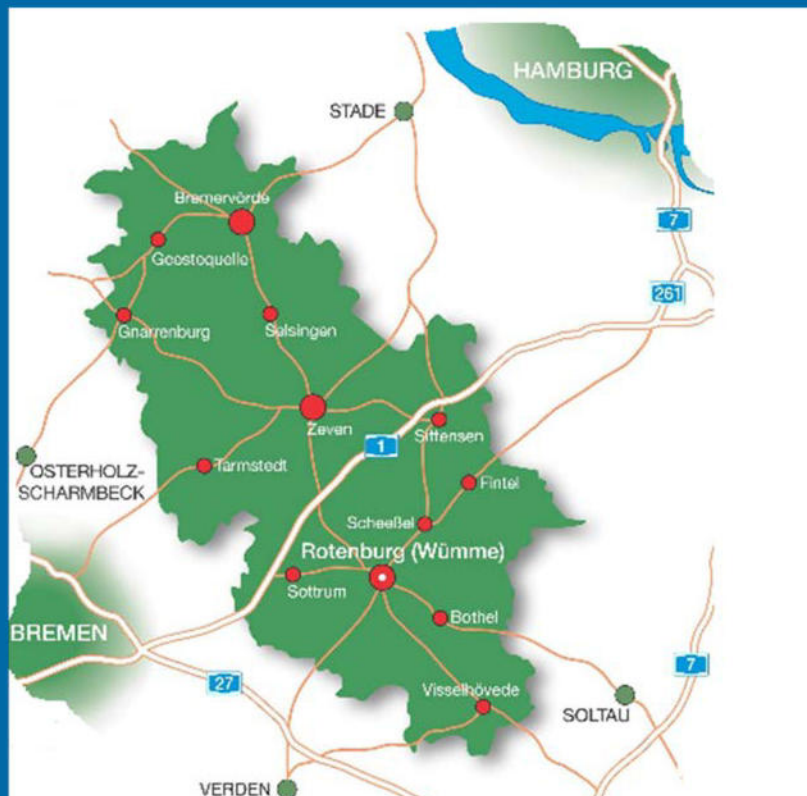 HAMBURG
STADE
Bremervörde
7
Geestequelle
261
Gnarrenburg
Selsingen
Zeven
Sittensen
1
OSTERHOLZ-
SCHARMBECK
Tarmstedt
Fintel
Scheeßel
Rotenburg (Wümme)
Sottrum
Bothel
BREMEN
7
27
Visselhövede
SOLTAU
VERDEN